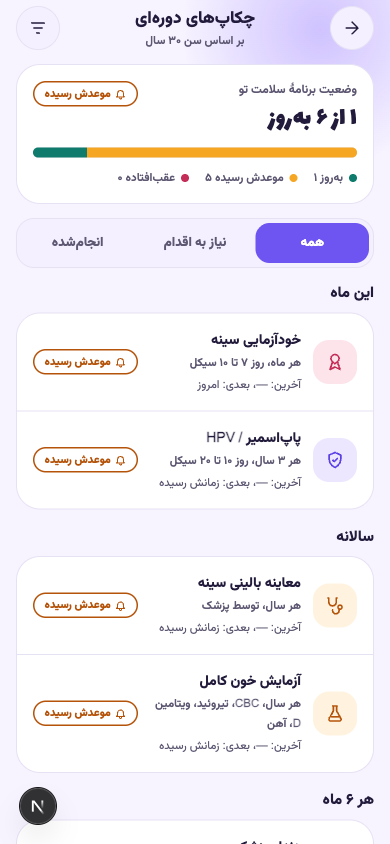 چکاپ‌های دوره‌ای
بر اساس سن ۳۰ سال
وضعیت برنامهٔ سلامت تو
موعدش رسیده
۱ از ۶ به‌روز
به‌روز ۱
موعدش رسیده ۵
عقب‌افتاده ۰
همه
نیاز به اقدام
انجام‌شده
این ماه
خودآزمایی سینه
هر ماه، روز ۷ تا ۱۰ سیکل
آخرین: —، بعدی: امروز
موعدش رسیده
پاپ‌اسمیر / HPV
هر ۳ سال، روز ۱۰ تا ۲۰ سیکل
آخرین: —، بعدی: زمانش رسیده
موعدش رسیده
سالانه
معاینه بالینی سینه
هر سال، توسط پزشک
آخرین: —، بعدی: زمانش رسیده
موعدش رسیده
آزمایش خون کامل
هر سال، CBC، تیروئید، ویتامین
D، آهن
آخرین: —، بعدی: زمانش رسیده
موعدش رسیده
هر ۶ ماه
N